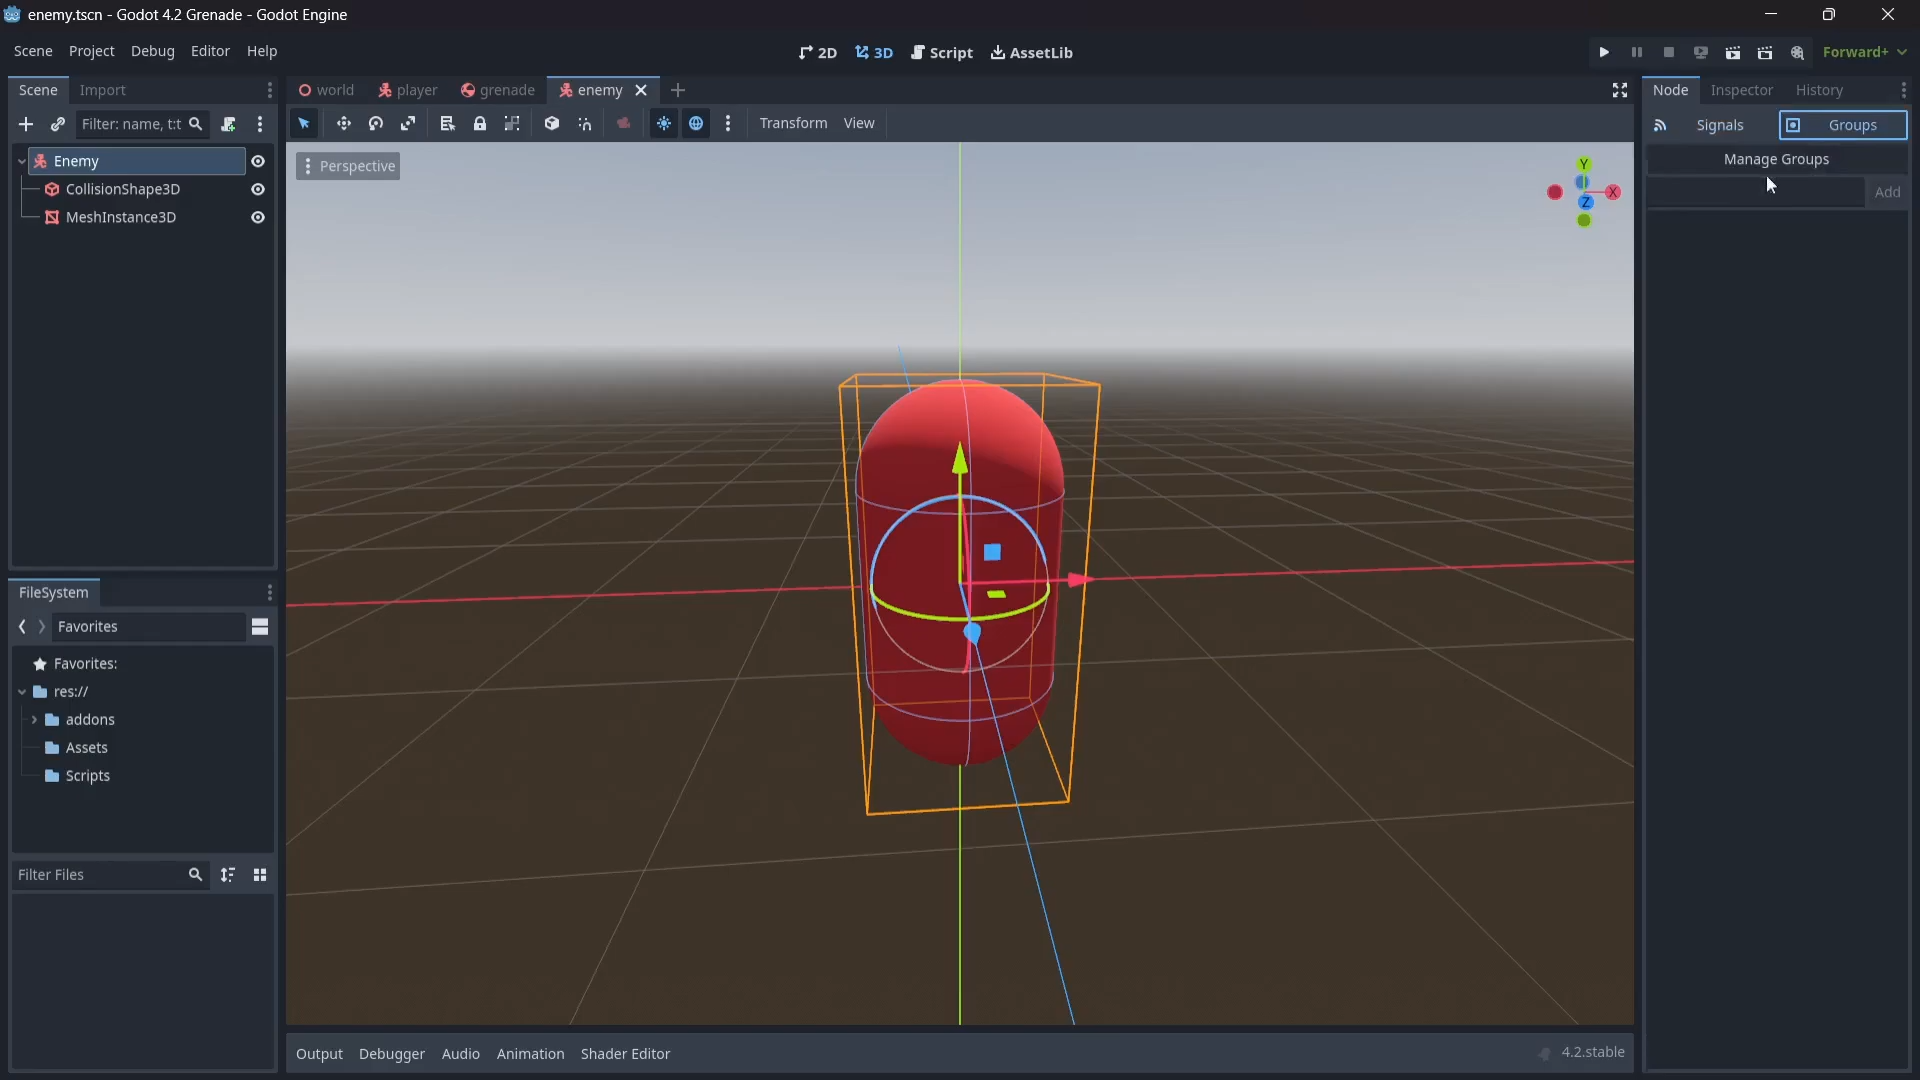 enemy.tscn - Godot 4.2 Grenade - Godot Engine
Scene Project Debug Editor Help
2D 3D Script AssetLib
Forward+
Scene Import
world player grenade enemy
Node Inspector History
Filter: name, t:t
Transform View
Signals Groups
Enemy
Perspective
Manage Groups
CollisionShape3D
Add
MeshInstance3D
Y
X
Z
FileSystem
Favorites
Favorites:
res://
addons
Assets
Scripts
Filter Files
Output Debugger Audio Animation Shader Editor
4.2.stable